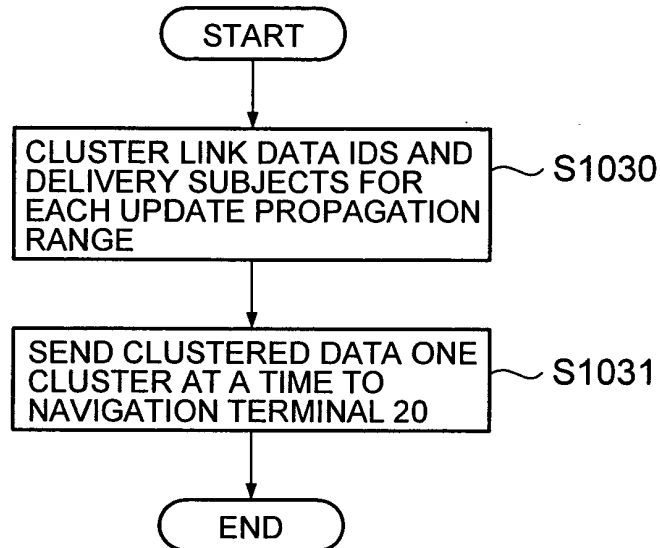 START
CLUSTER LINK DATA IDS AND
DELIVERY SUBJECTS FOR
EACH UPDATE PROPAGATION
RANGE
S1030
SEND CLUSTERED DATA ONE
CLUSTER AT A TIME TO
NAVIGATION TERMINAL 20
S1031
END